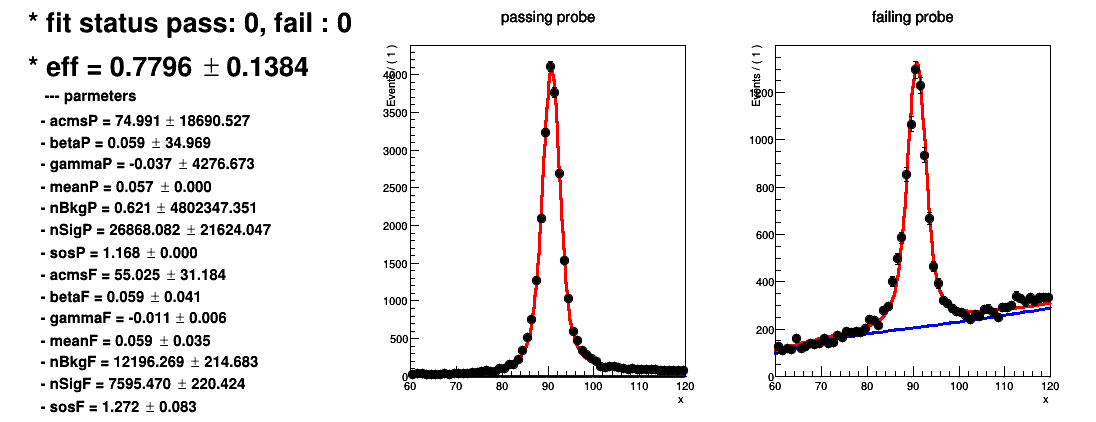 * fit status pass: 0, fail : 0
* eff = 0.7796 ± 0.1384
--- parmeters
- acmsP = 74.991 ± 18690.527
- betaP = 0.059 ± 34.969
- gammaP = -0.037 ± 4276.673
- meanP = 0.057 ± 0.000
- nBkgP = 0.621 ± 4802347.351
- nSigP = 26868.082 ± 21624.047
- sosP = 1.168 ± 0.000
- acmsF = 55.025 ± 31.184
- betaF = 0.059 ± 0.041
- gammaF = -0.011 ± 0.006
- meanF = 0.059 ± 0.035
- nBkgF = 12196.269 ± 214.683
- nSigF = 7595.470 ± 220.424
- sosF = 1.272 ± 0.083
passing probe
Events / ( 1 )
4000
3500
3000
2500
2000
1500
1000
500
0
60 70 80 90 100 110 120
x
failing probe
Events / ( 1 )
1200
1000
800
600
400
200
0
60 70 80 90 100 110 120
x